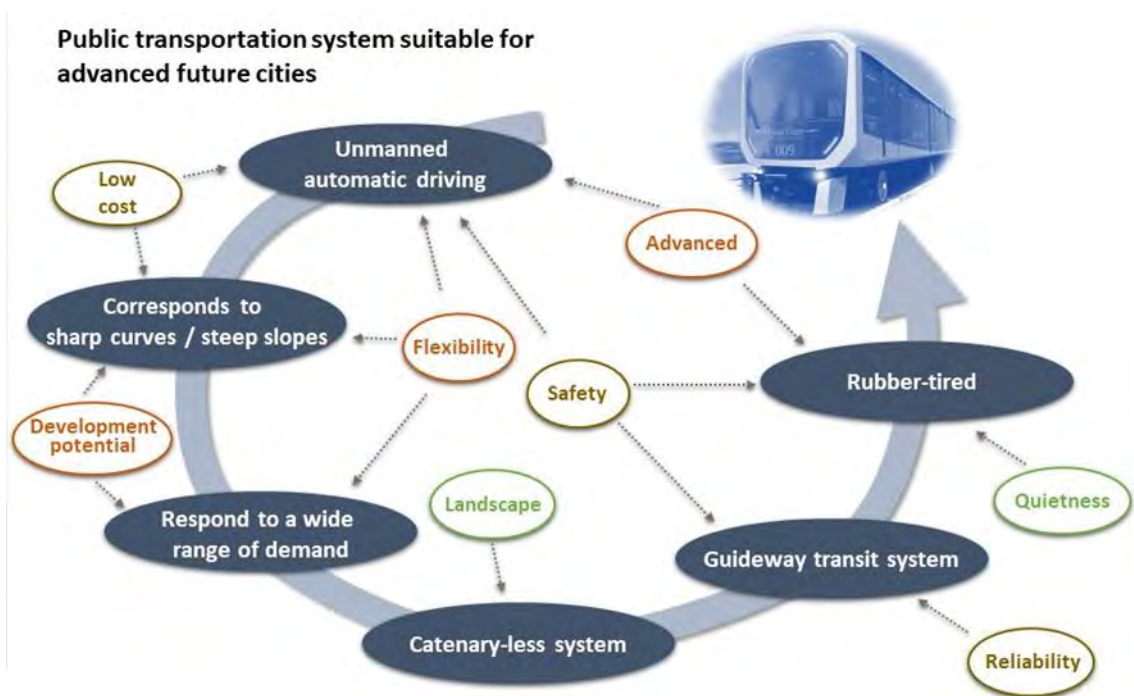 Public transportation system suitable for
advanced future cities
009
Unmanned
automatic driving
Low
cost
Advanced
Corresponds to
sharp curves / steep slopes
Flexibility
Safety
Rubber-tired
Development
potential
Landscape
Quietness
Respond to a wide
range of demand
Guideway transit system
Catenary-less system
Reliability